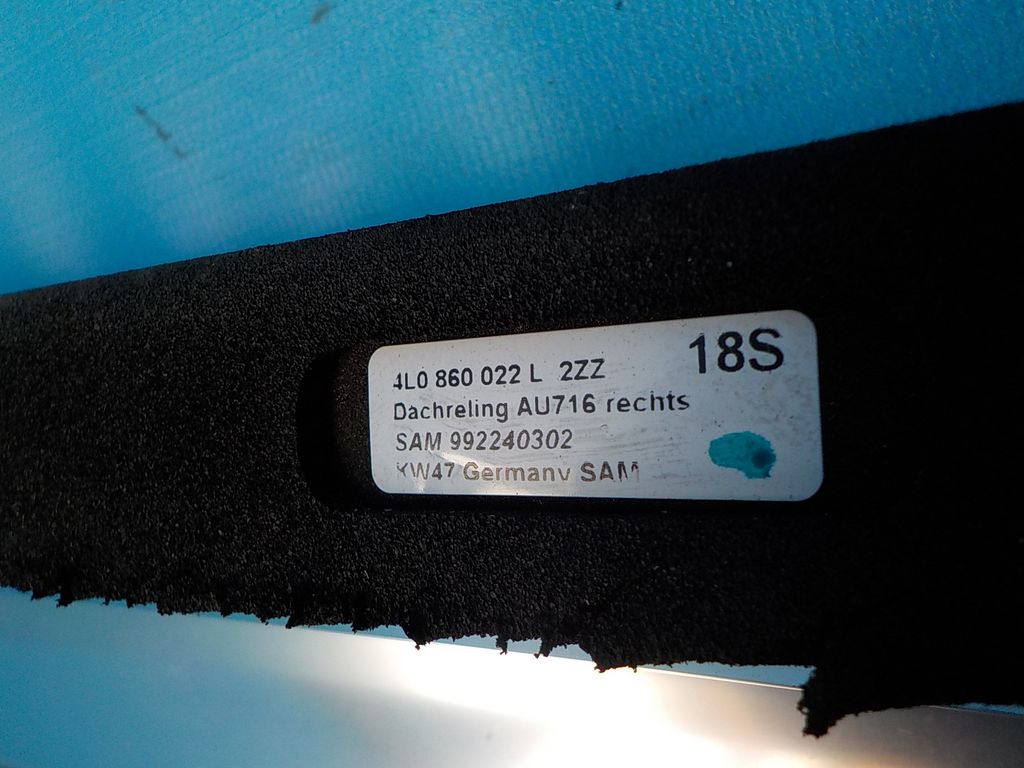 18S
4L0 860 022 L 2ZZ
Dachreling AU716 rechts
SAM 992240302
KW47 Germany SAM